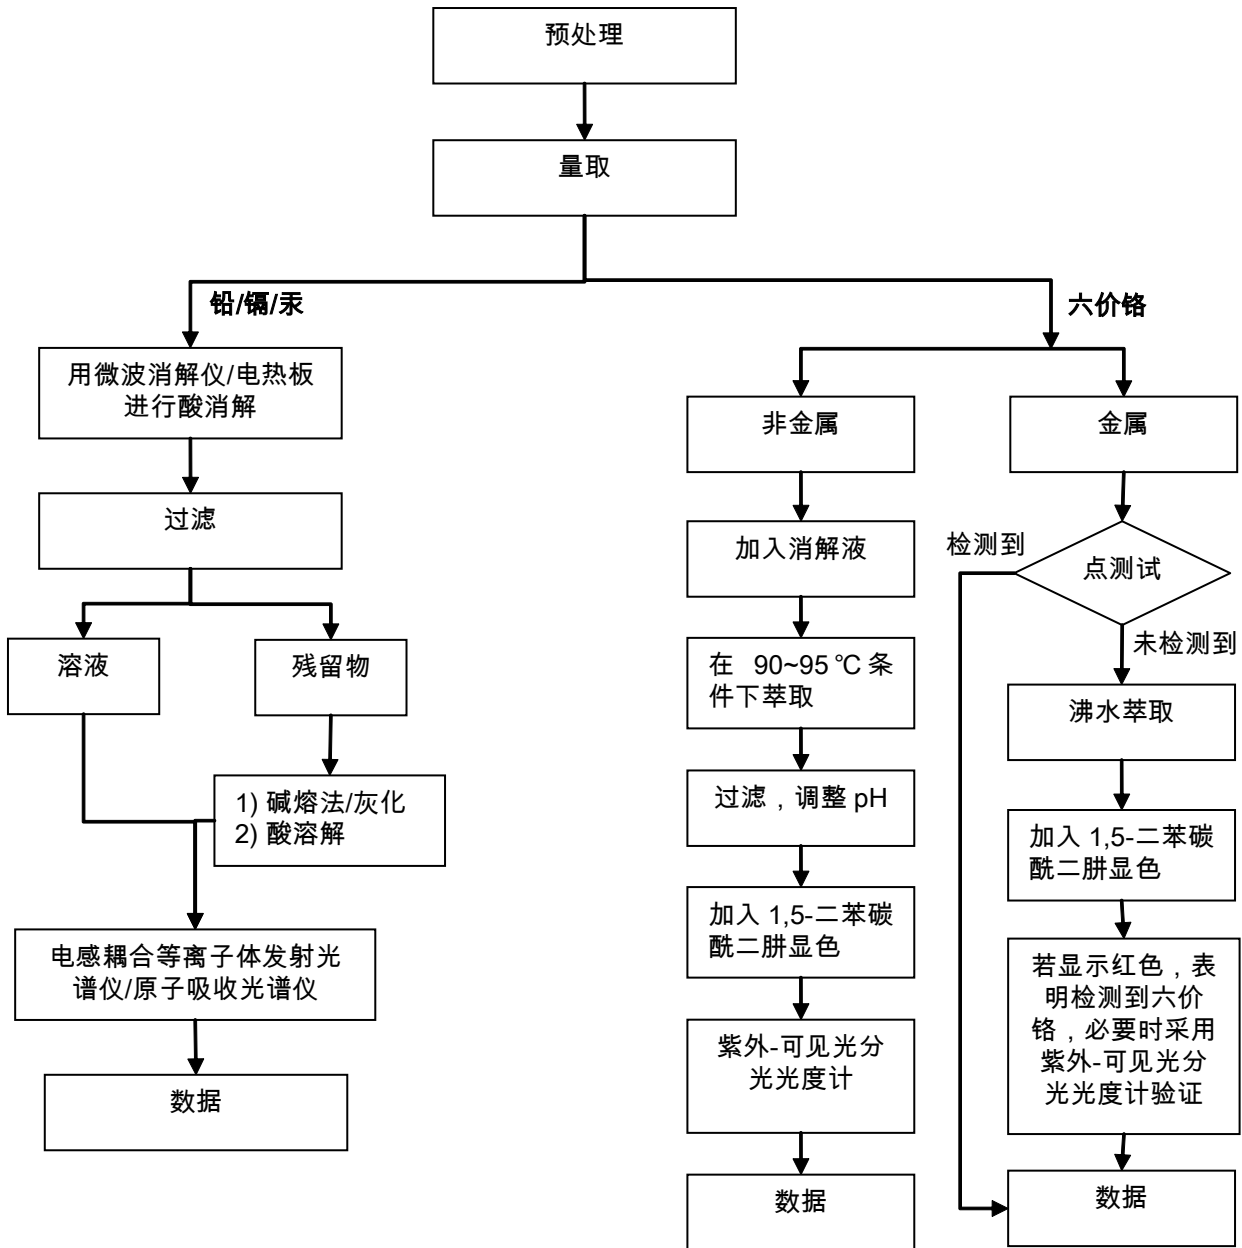 预处理
量取
铅/镉/汞
六价铬
用微波消解仪/电热板
进行酸消解
过滤
溶液
残留物
1) 碱熔法/灰化
2) 酸溶解
电感耦合等离子体发射光
谱仪/原子吸收光谱仪
数据
非金属
加入消解液
在 90~95 °C 条
件下萃取
过滤，调整 pH
加入 1,5-二苯碳
酰二肼显色
紫外-可见光分
光光度计
数据
金属
点测试
检测到
未检测到
沸水萃取
加入 1,5-二苯碳
酰二肼显色
若显示红色，表
明检测到六价
铬，必要时采用
紫外-可见光分
光光度计验证
数据